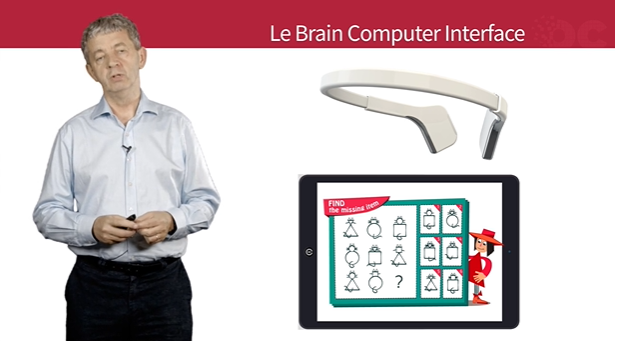 Le Brain Computer Interface
FIND
the missing item
?